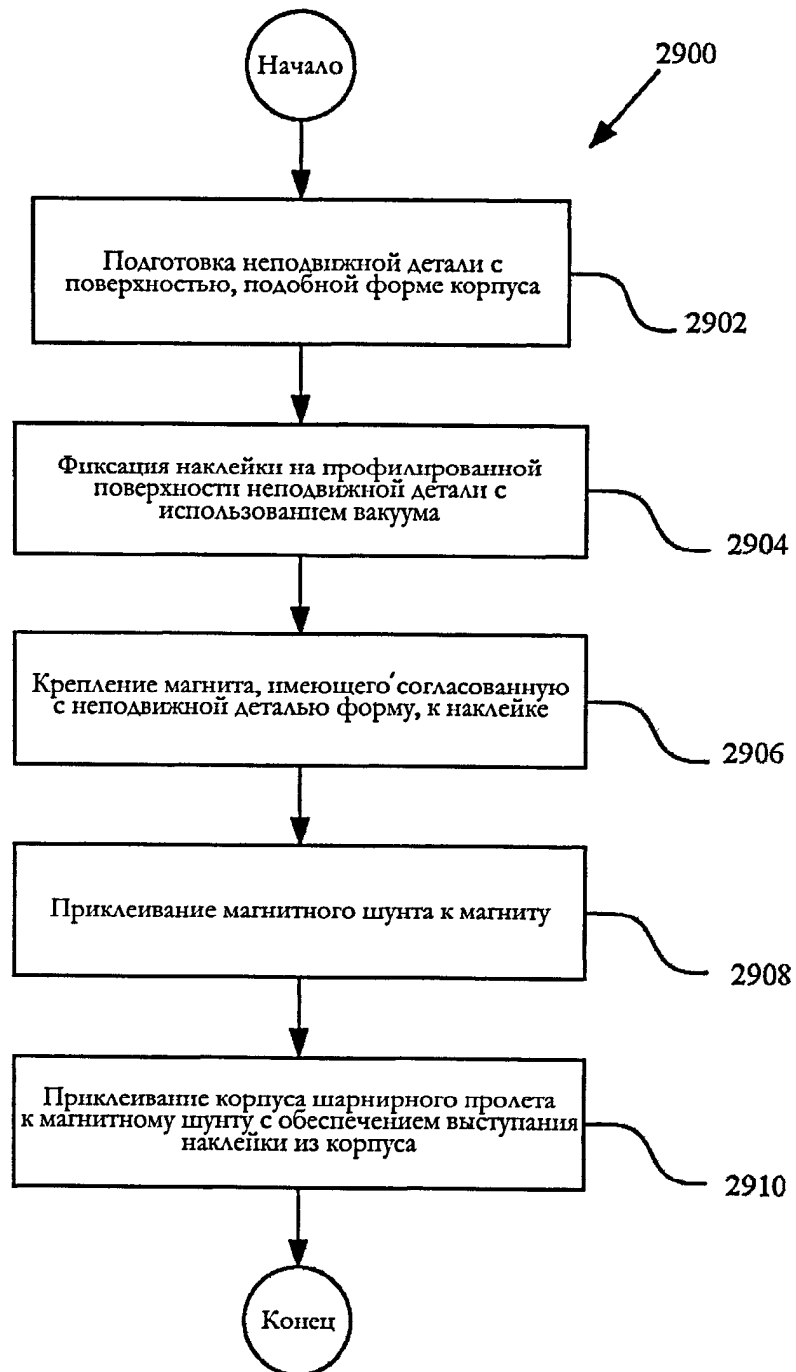 Начало
2900
Подготовка неподвижной детали с
поверхностью, подобной форме корпуса
2902
Фиксация наклейки на профилированной
поверхности неподвижной детали с
использованием вакуума
2904
Крепление магнита, имеющего согласованную
с неподвижной деталью форму, к наклейке
2906
Приклеивание магнитного шунта к магниту
2908
Приклеивание корпуса шарнирного пролета
к магнитному шунту с обеспечением выступания
наклейки из корпуса
2910
Конец